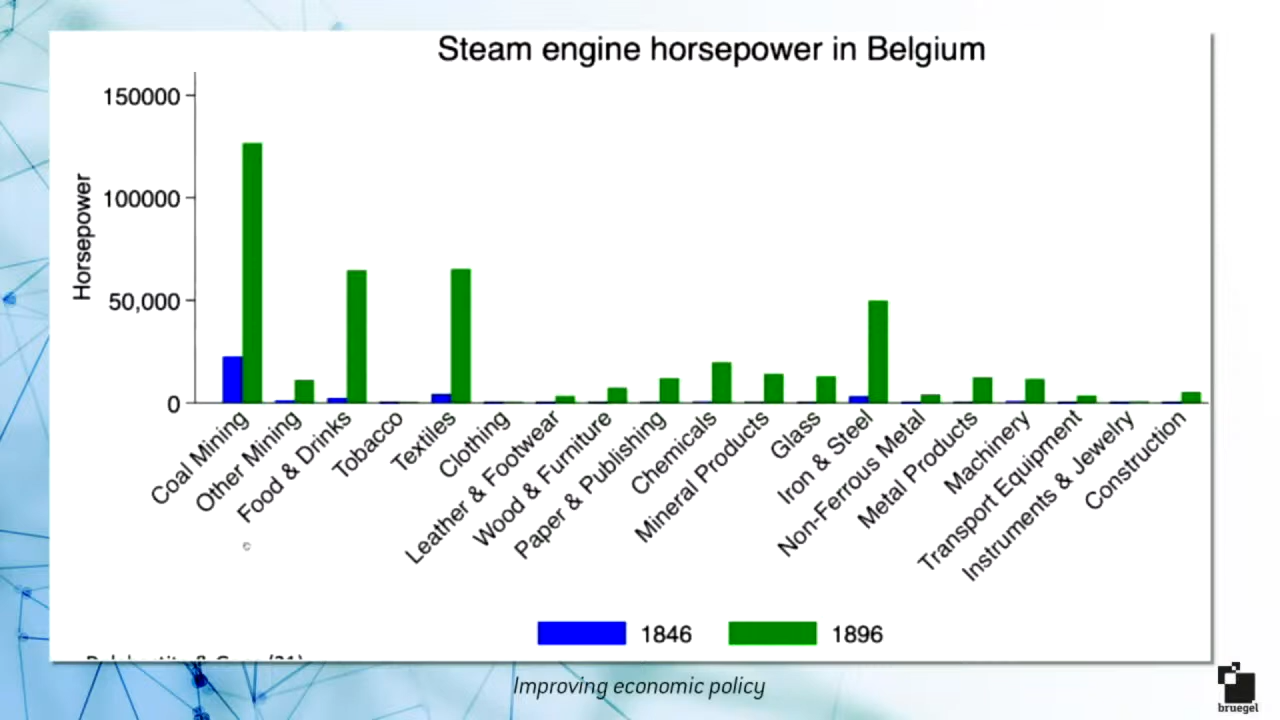 Steam engine horsepower in Belgium
150000
100000
50,000
0
Horsepower
Coal Mining
Other Mining
Food & Drinks
Tobacco
Textiles
Clothing
Leather & Footwear
Wood & Furniture
Paper & Publishing
Chemicals
Mineral Products
Glass
Iron & Steel
Non-Ferrous Metal
Metal Products
Machinery
Transport Equipment
Instruments & Jewelry
Construction
©
1846
1896
Improving economic policy
bruegel